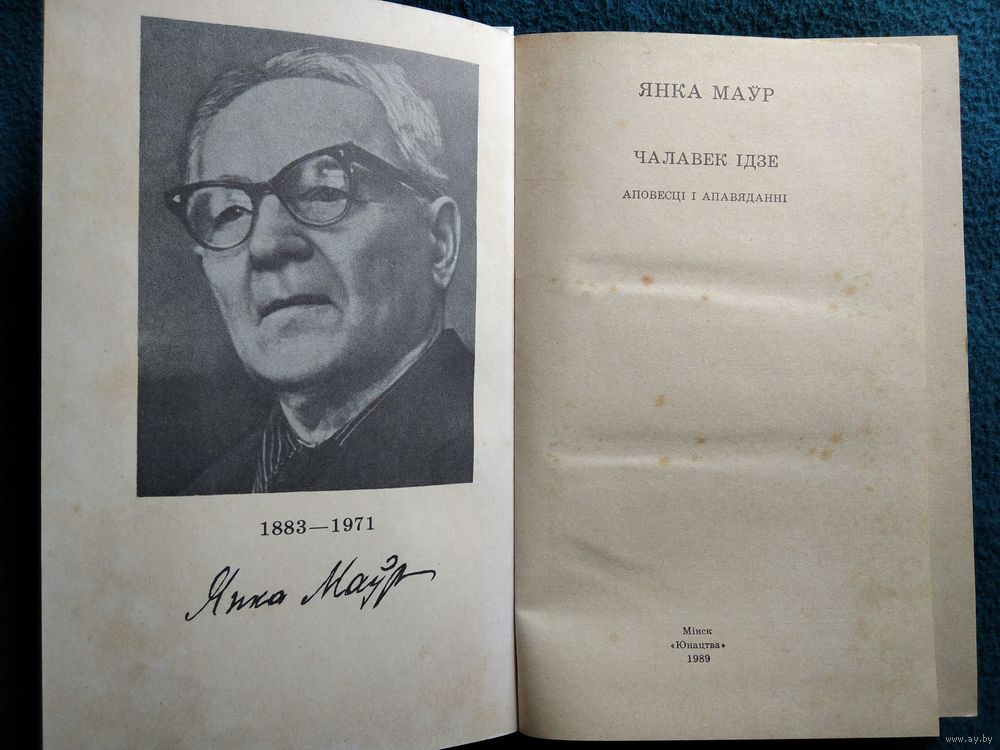 1883—1971
Янка Маўр
ЯНКА МАЎР
ЧАЛАВЕК ІДЗЕ
АПОВЕСЦІ І АПАВЯДАННІ
Мінск
«Юнацтва»
1989
www.ay.by